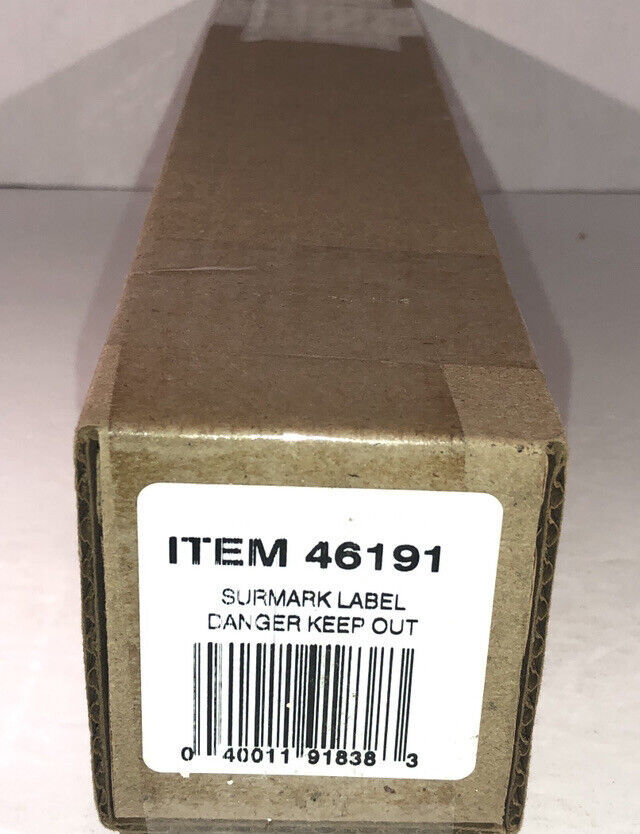 ITEM 46191
SURMARK LABEL
DANGER KEEP OUT
0 40011 91838 3